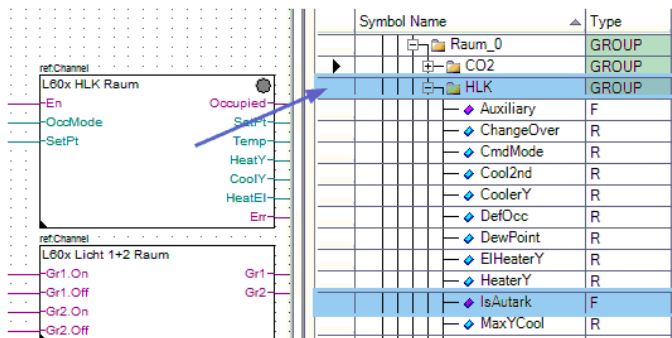 ref:Channel
L60x HLK Raum
En
OccMode
SetPt
Occupied
SetPt
Temp
HeatY
CoolY
HeatEl
Err
ref:Channel
L60x Licht 1+2 Raum
Gr1.On
Gr1.Off
Gr2.On
Gr2.Off
Gr1
Gr2
Symbol Name Type
Raum_0 GROUP
CO2 GROUP
HLK GROUP
Auxiliary F
ChangeOver R
CmdMode R
Cool2nd R
CoolerY R
DefOcc R
DewPoint R
ElHeaterY R
HeaterY R
IsAutark F
MaxYCool R